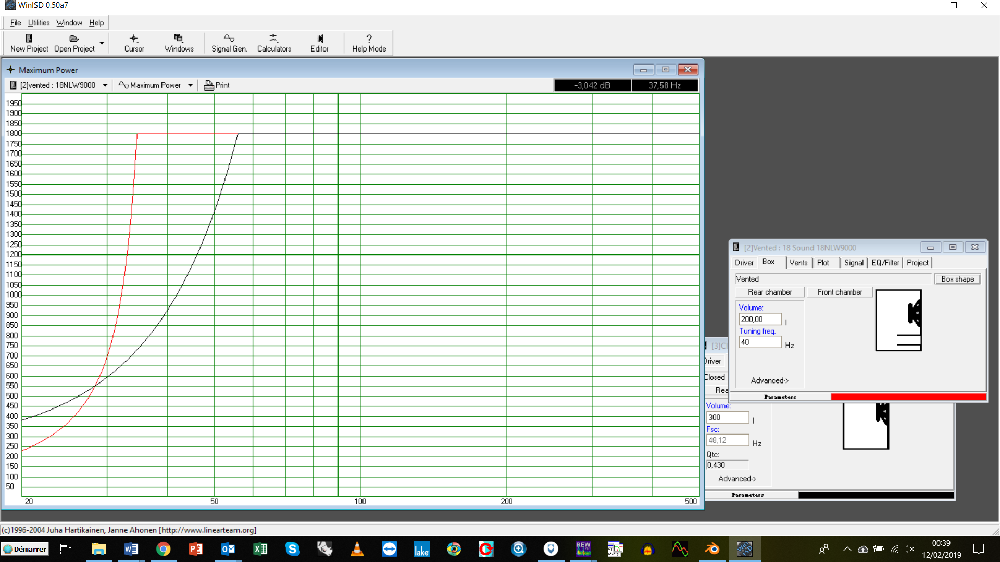 WinISD 0.50a7
File Utilities Window Help
New Project Open Project Cursor Windows Signal Gen. Calculators Editor Help Mode
Maximum Power
[2]vented : 18NLW9000 Maximum Power Print -3,042 dB 37,58 Hz
1950
1900
1850
1800
1750
1700
1650
1600
1550
1500
1450
1400
1350
1300
1250
1200
1150
1100
1050
1000
950
900
850
800
750
700
650
600
550
500
450
400
350
300
250
200
150
100
50
20 50 100 200 500
[2]Vented : 18 Sound 18NLW9000
Driver Box Vents Plot Signal EQ/Filter Project
Vented Box shape
Rear chamber Front chamber
Volume:
200,00 l
Tuning freq.
40 Hz
Advanced->
Parameters
[3]Cl
Driver
Closed
Rea
Volume:
300 l
Fsc:
48,12 Hz
Qtc:
0,430
Advanced->
Parameters
(c)1996-2004 Juha Hartikainen, Janne Ahonen [http://www.linearteam.org]
Démarrer
lake
REW
00:39
12/02/2019